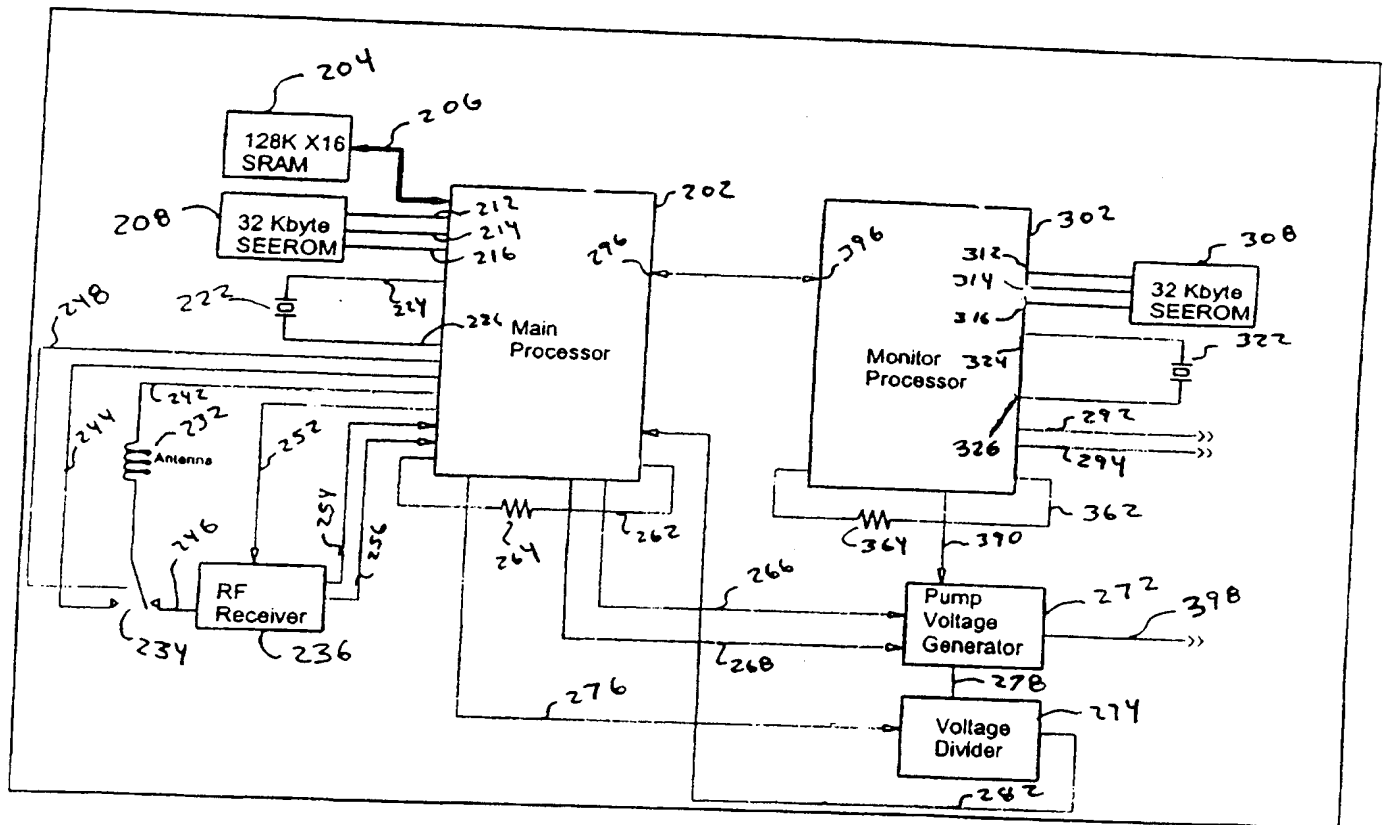 204
206
128K X16
SRAM
202
208
32 Kbyte
SEEROM
212
214
216
296
396
302
312
314
316
308
32 Kbyte
SEEROM
248
222
224
226
Main
Processor
Monitor
Processor
324
322
326
292
294
244
242
232
Antenna
252
254
256
264
262
364
362
390
246
RF
Receiver
234
236
266
268
Pump
Voltage
Generator
272
398
276
278
Voltage
Divider
274
282